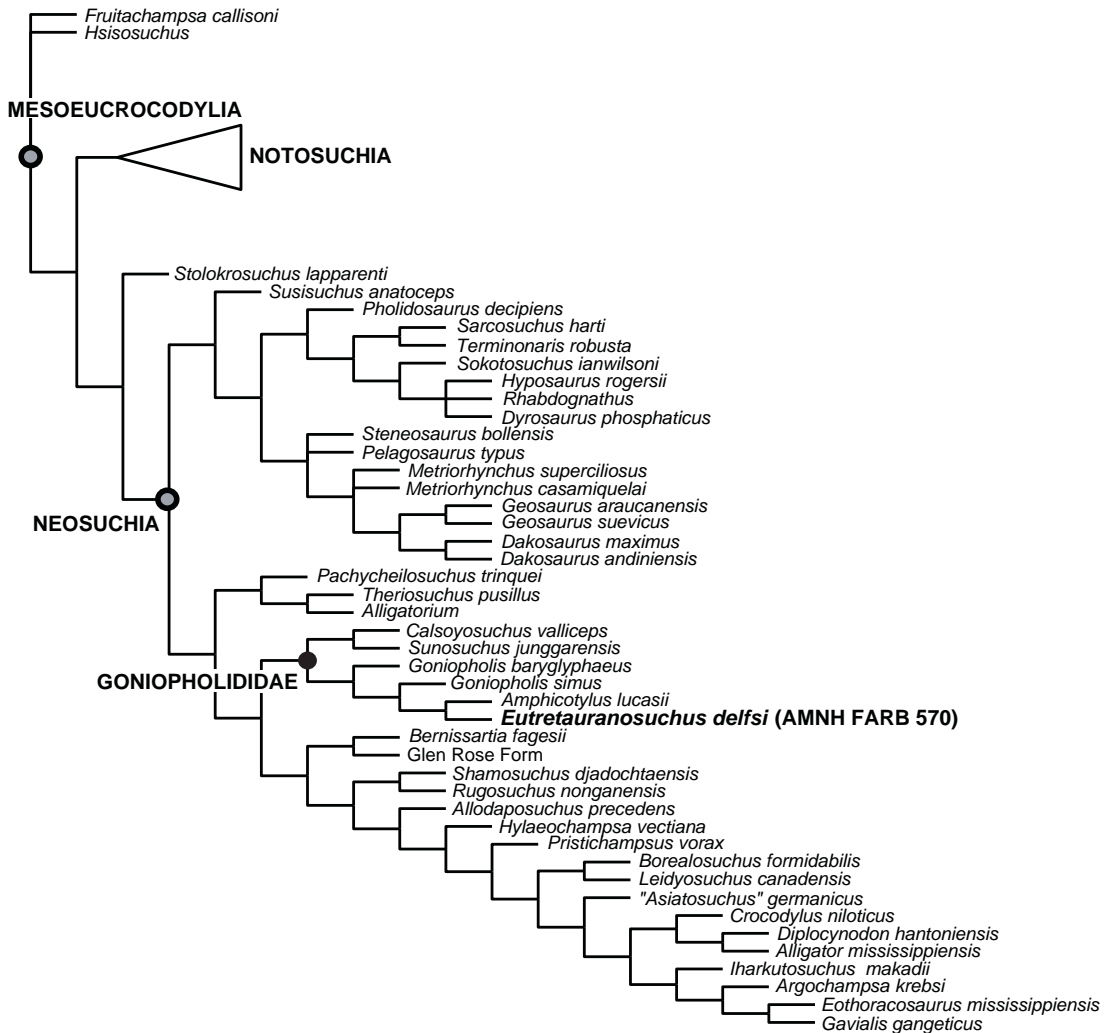 Fruitachampsa callisoni
Hsisosuchus
MESOEUCROCODYLIA
NOTOSUCHIA
Stolokrosuchus lapparenti
Susisuchus anatoceps
Pholidosaurus decipiens
Sarcosuchus harti
Terminonaris robusta
Sokotosuchus ianwilsoni
Hyposaurus rogersii
Rhabdognathus
Dyrosaurus phosphaticus
Steneosaurus bollensis
Pelagosaurus typus
Metriorhynchus superciliosus
Metriorhynchus casamiquelai
Geosaurus araucanensis
Geosaurus suevicus
NEOSUCHIA
Dakosaurus maximus
Dakosaurus andiniensis
Pachycheilosuchus trinquei
Theriosuchus pusillus
Alligatorium
Calsoyosuchus valliceps
Sunosuchus junggarensis
Goniopholis baryglyphaeus
GONIOPHOLIDIDAE
Goniopholis simus
Amphicotylus lucasii
Eutretauranosuchus delfsi (AMNH FARB 570)
Bernissartia fagesii
Glen Rose Form
Shamosuchus djadochtaensis
Rugosuchus nonganensis
Allodaposuchus precedens
Hylaeochampsa vectiana
Pristichampsus vorax
Borealosuchus formidabilis
Leidyosuchus canadensis
"Asiatosuchus" germanicus
Crocodylus niloticus
Diplocynodon hantoniensis
Alligator mississippiensis
Iharkutosuchus makadii
Argochampsa krebsi
Eothoracosaurus mississippiensis
Gavialis gangeticus